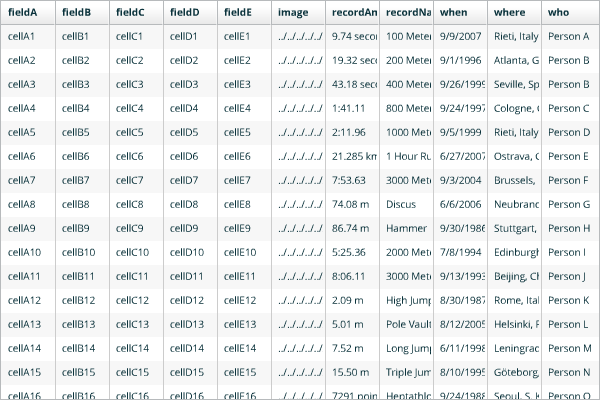 fieldA fieldB fieldC fieldD fieldE image recordAn recordNa when where who
cellA1 cellB1 cellC1 cellD1 cellE1 ../../../../../ 9.74 secon 100 Meter 9/9/2007 Rieti, Italy Person A
cellA2 cellB2 cellC2 cellD2 cellE2 ../../../../../ 19.32 sec 200 Meter 9/1/1996 Atlanta, G Person B
cellA3 cellB3 cellC3 cellD3 cellE3 ../../../../../ 43.18 sec 400 Meter 9/26/1999 Seville, Sp Person B
cellA4 cellB4 cellC4 cellD4 cellE4 ../../../../../ 1:41.11 800 Meter 9/24/1997 Cologne, Person C
cellA5 cellB5 cellC5 cellD5 cellE5 ../../../../../ 2:11.96 1000 Mete 9/5/1999 Rieti, Italy Person D
cellA6 cellB6 cellC6 cellD6 cellE6 ../../../../../ 21.285 km 1 Hour Ru 6/27/2007 Ostrava, Person E
cellA7 cellB7 cellC7 cellD7 cellE7 ../../../../../ 7:53.63 3000 Mete 9/3/2004 Brussels, Person F
cellA8 cellB8 cellC8 cellD8 cellE8 ../../../../../ 74.08 m Discus 6/6/2006 Neubrand Person G
cellA9 cellB9 cellC9 cellD9 cellE9 ../../../../../ 86.74 m Hammer 9/30/1986 Stuttgart, Person H
cellA10 cellB10 cellC10 cellD10 cellE10 ../../../../../ 5:25.36 2000 Mete 7/8/1994 Edinburgh Person I
cellA11 cellB11 cellC11 cellD11 cellE11 ../../../../../ 8:06.11 3000 Mete 9/13/1993 Beijing, Ch Person J
cellA12 cellB12 cellC12 cellD12 cellE12 ../../../../../ 2.09 m High Jump 8/30/1987 Rome, Ital Person K
cellA13 cellB13 cellC13 cellD13 cellE13 ../../../../../ 5.01 m Pole Vault 8/12/2005 Helsinki, F Person L
cellA14 cellB14 cellC14 cellD14 cellE14 ../../../../../ 7.52 m Long Jump 6/11/1998 Leningrad Person M
cellA15 cellB15 cellC15 cellD15 cellE15 ../../../../../ 15.50 m Triple Jum 8/10/1995 Göteborg, Person N
cellA16 cellB16 cellC16 cellD16 cellE16 ../../../../../ 7291 poin Heptathlo 9/24/1988 Seoul, S. K Person O